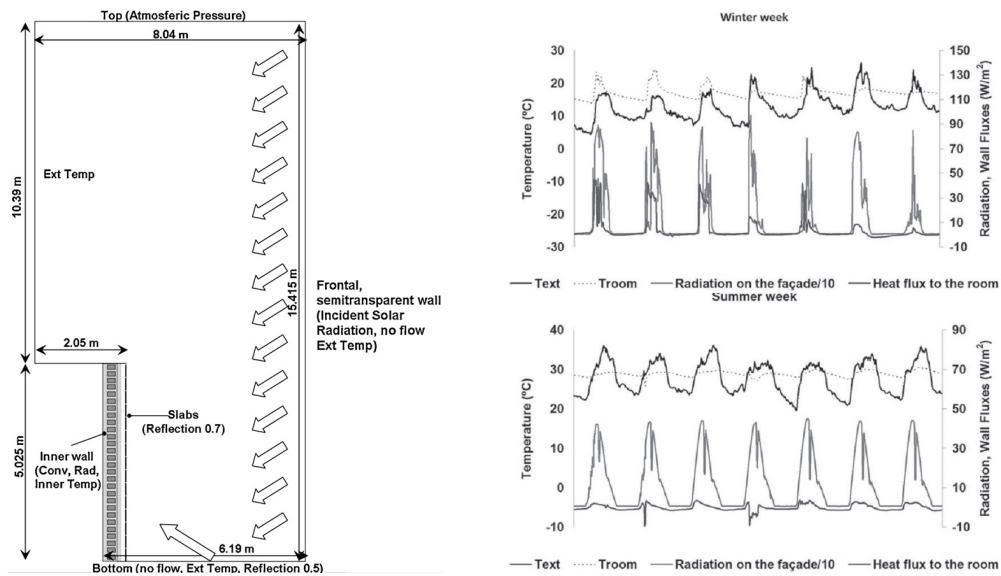 Top (Atmosferic Pressure)
8.04 m
10.39 m
Ext Temp
15.415 m
Frontal,
semitransparent wall
(Incident Solar
Radiation, no flow
Ext Temp)
2.05 m
5.025 m
Slabs
(Reflection 0.7)
Inner wall
(Conv, Rad,
Inner Temp)
6.19 m
Bottom (no flow, Ext Temp, Reflection 0.5)
Winter week
Temperature (ºC)
30
20
10
0
-10
-20
-30
150
130
110
90
70
50
30
10
-10
Radiation, Wall Fluxes (W/m²)
Text Troom Radiation on the façade/10 Heat flux to the room
Summer week
Temperature (ºC)
40
30
20
10
0
-10
90
70
50
30
10
-10
Radiation, Wall Fluxes (W/m²)
Text Troom Radiation on the façade/10 Heat flux to the room